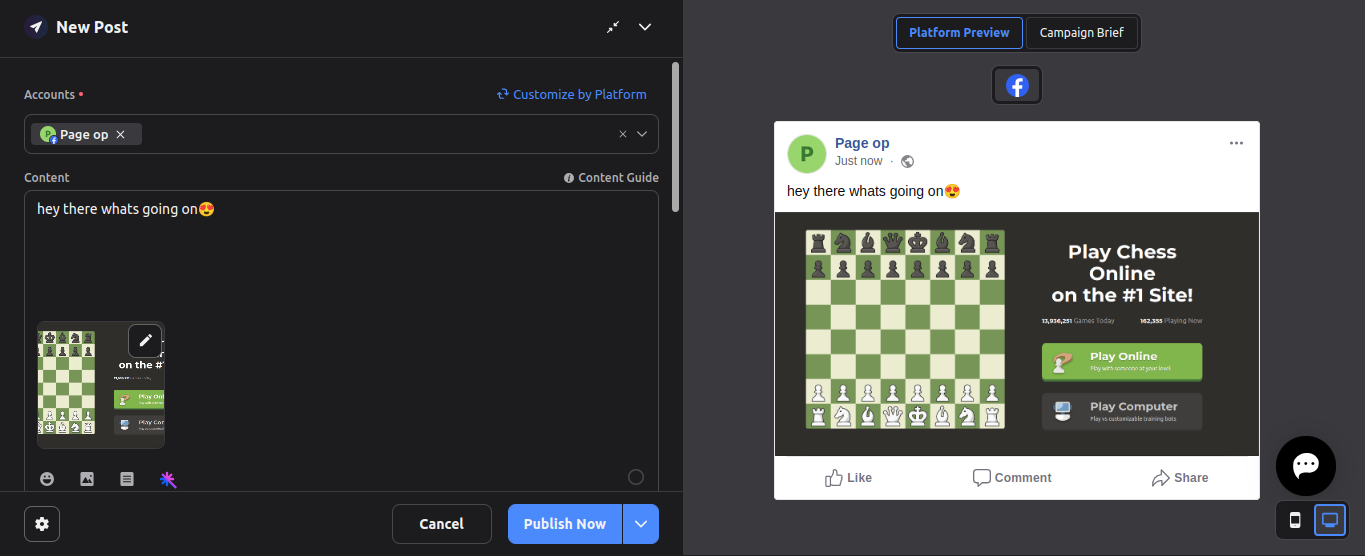 New Post
Accounts
Customize by Platform
P Page op
Content
Content Guide
hey there whats going on😍
on the #
Play Onl
Play Co
Cancel
Publish Now
Platform Preview
Campaign Brief
P
Page op
Just now ·
hey there whats going on😍
Play Chess
Online
on the #1 Site!
13,936,251 Games Today
162,355 Playing Now
Play Online
Play with someone at your level
Play Computer
Play vs customizable training bots
Like
Comment
Share